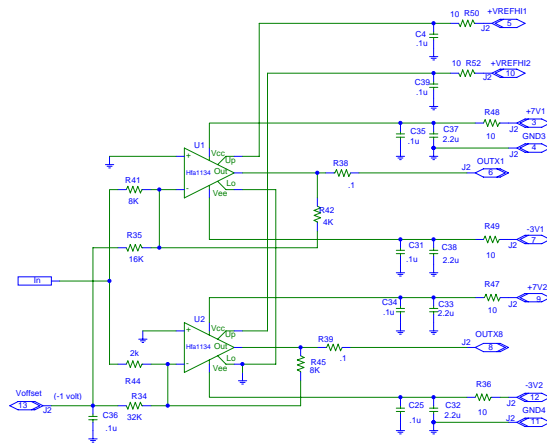 10 R50 +VREFHI1
C4 J2 5
.1u
10 R52 +VREFHI2
C39 J2 10
.1u
R48 +7V1
U1 C35 C37 10 J2 3
Vcc .1u 2.2u GND3
+ Up J2 4
Hfa1134 Out R38 J2 OUTX1
- Lo .1 6
Vee
R41
8K
R42
4K
R35
16K
R49 -3V1
C31 C38 10 J2 7
.1u 2.2u
In
R47 +7V2
C34 C33 10 J2 9
.1u 2.2u
U2
Vcc
+ Up
Hfa1134 Out R39 J2 OUTX8
- Lo .1 8
Vee
2k
R44
R45
8K
R36 -3V2
C25 C32 10 J2 12
.1u 2.2u GND4
J2 11
Voffset (-1 volt) R34
13 J2 32K
C36
.1u